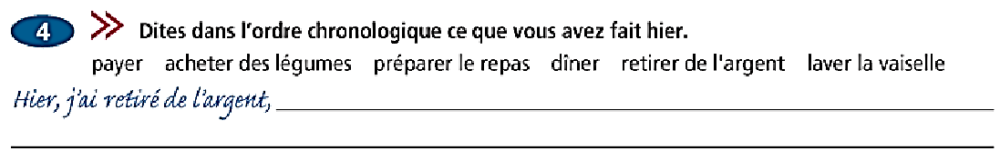 4 >> Dites dans l'ordre chronologique ce que vous avez fait hier.
payer acheter des légumes préparer le repas dîner retirer de l'argent laver la vaiselle
Hier, j'ai retiré de l'argent,